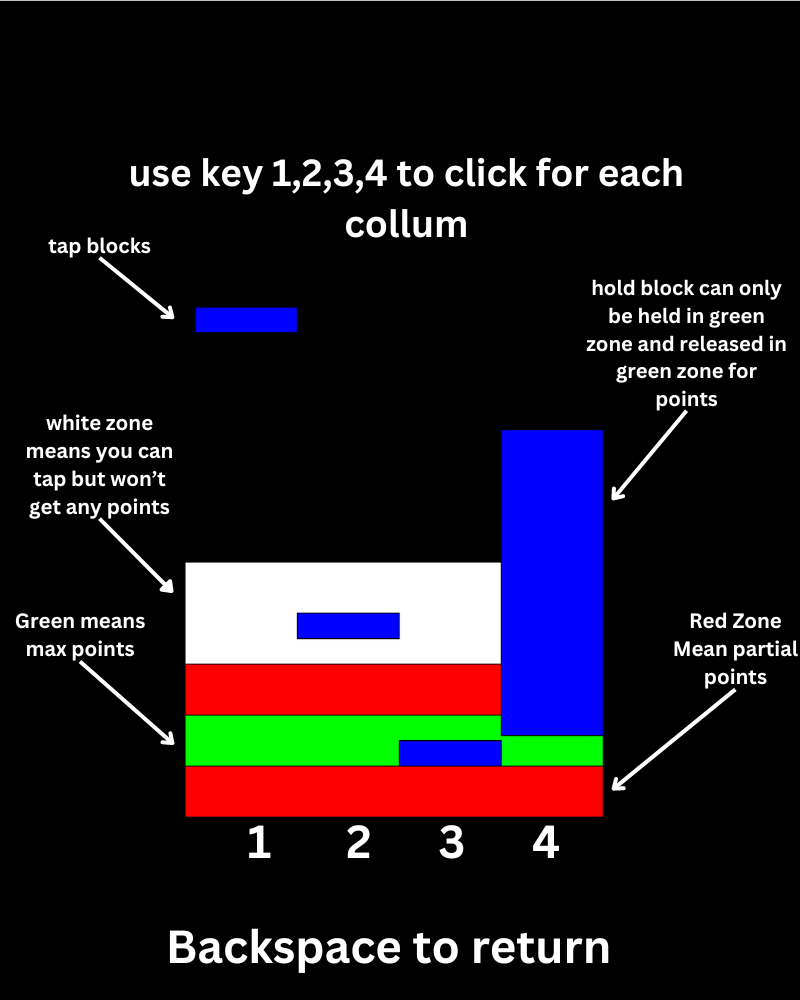 use key 1,2,3,4 to click for each
collum
tap blocks
hold block can only
be held in green
zone and released in
green zone for
points
white zone
means you can
tap but won’t
get any points
Green means
max points
Red Zone
Mean partial
points
1 2 3 4
Backspace to return